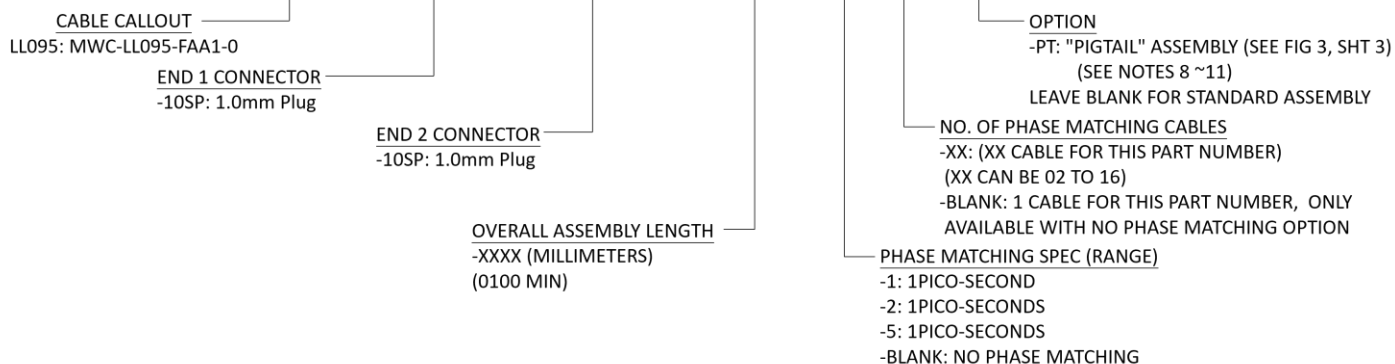 CABLE CALLOUT
LL095: MWC-LL095-FAA1-0
END 1 CONNECTOR
-10SP: 1.0mm Plug
END 2 CONNECTOR
-10SP: 1.0mm Plug
OVERALL ASSEMBLY LENGTH
-XXXX (MILLIMETERS)
(0100 MIN)
OPTION
-PT: "PIGTAIL" ASSEMBLY (SEE FIG 3, SHT 3)
(SEE NOTES 8 ~11)
LEAVE BLANK FOR STANDARD ASSEMBLY
NO. OF PHASE MATCHING CABLES
-XX: (XX CABLE FOR THIS PART NUMBER)
(XX CAN BE 02 TO 16)
-BLANK: 1 CABLE FOR THIS PART NUMBER, ONLY
AVAILABLE WITH NO PHASE MATCHING OPTION
PHASE MATCHING SPEC (RANGE)
-1: 1PICO-SECOND
-2: 1PICO-SECONDS
-5: 1PICO-SECONDS
-BLANK: NO PHASE MATCHING